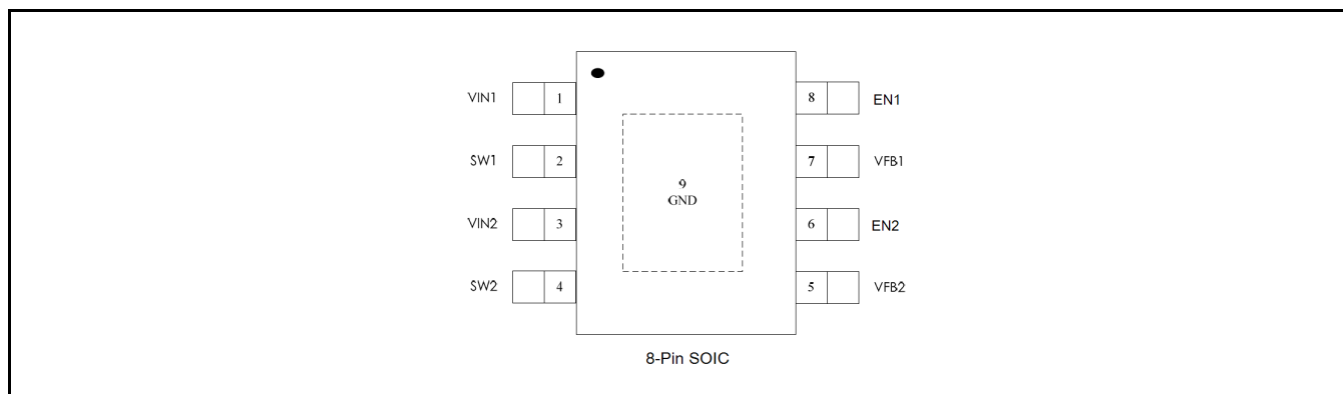 VIN1 1 8 EN1
SW1 2 7 VFB1
9
GND
VIN2 3 6 EN2
SW2 4 5 VFB2
8-Pin SOIC